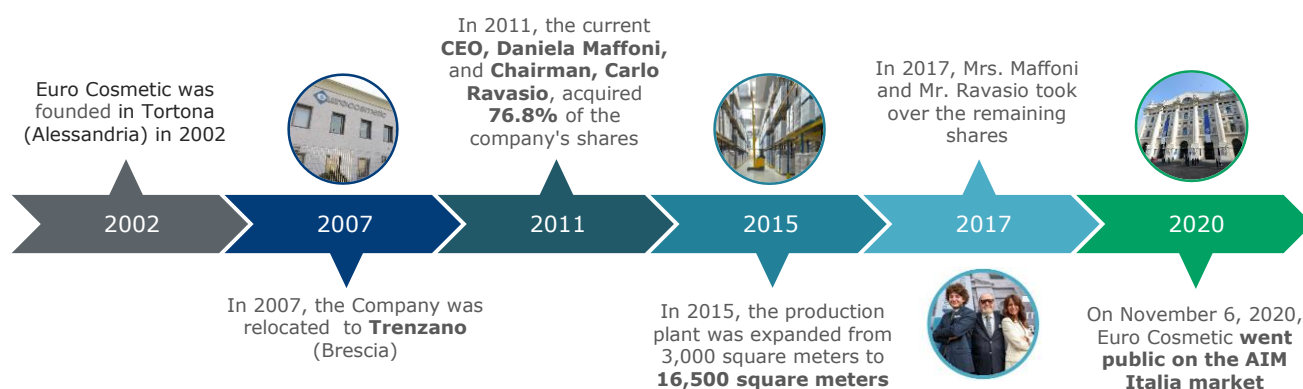 Euro Cosmetic was
founded in Tortona
(Alessandria) in 2002
eurocosmetic
In 2011, the current
CEO, Daniela Maffoni,
and Chairman, Carlo
Ravasio, acquired
76.8% of the
company's shares
In 2017, Mrs. Maffoni
and Mr. Ravasio took
over the remaining
shares
2002
2007
2011
2015
2017
2020
In 2007, the Company was
relocated to Trenzano
(Brescia)
In 2015, the production
plant was expanded from
3,000 square meters to
16,500 square meters
On November 6, 2020,
Euro Cosmetic went
public on the AIM
Italia market